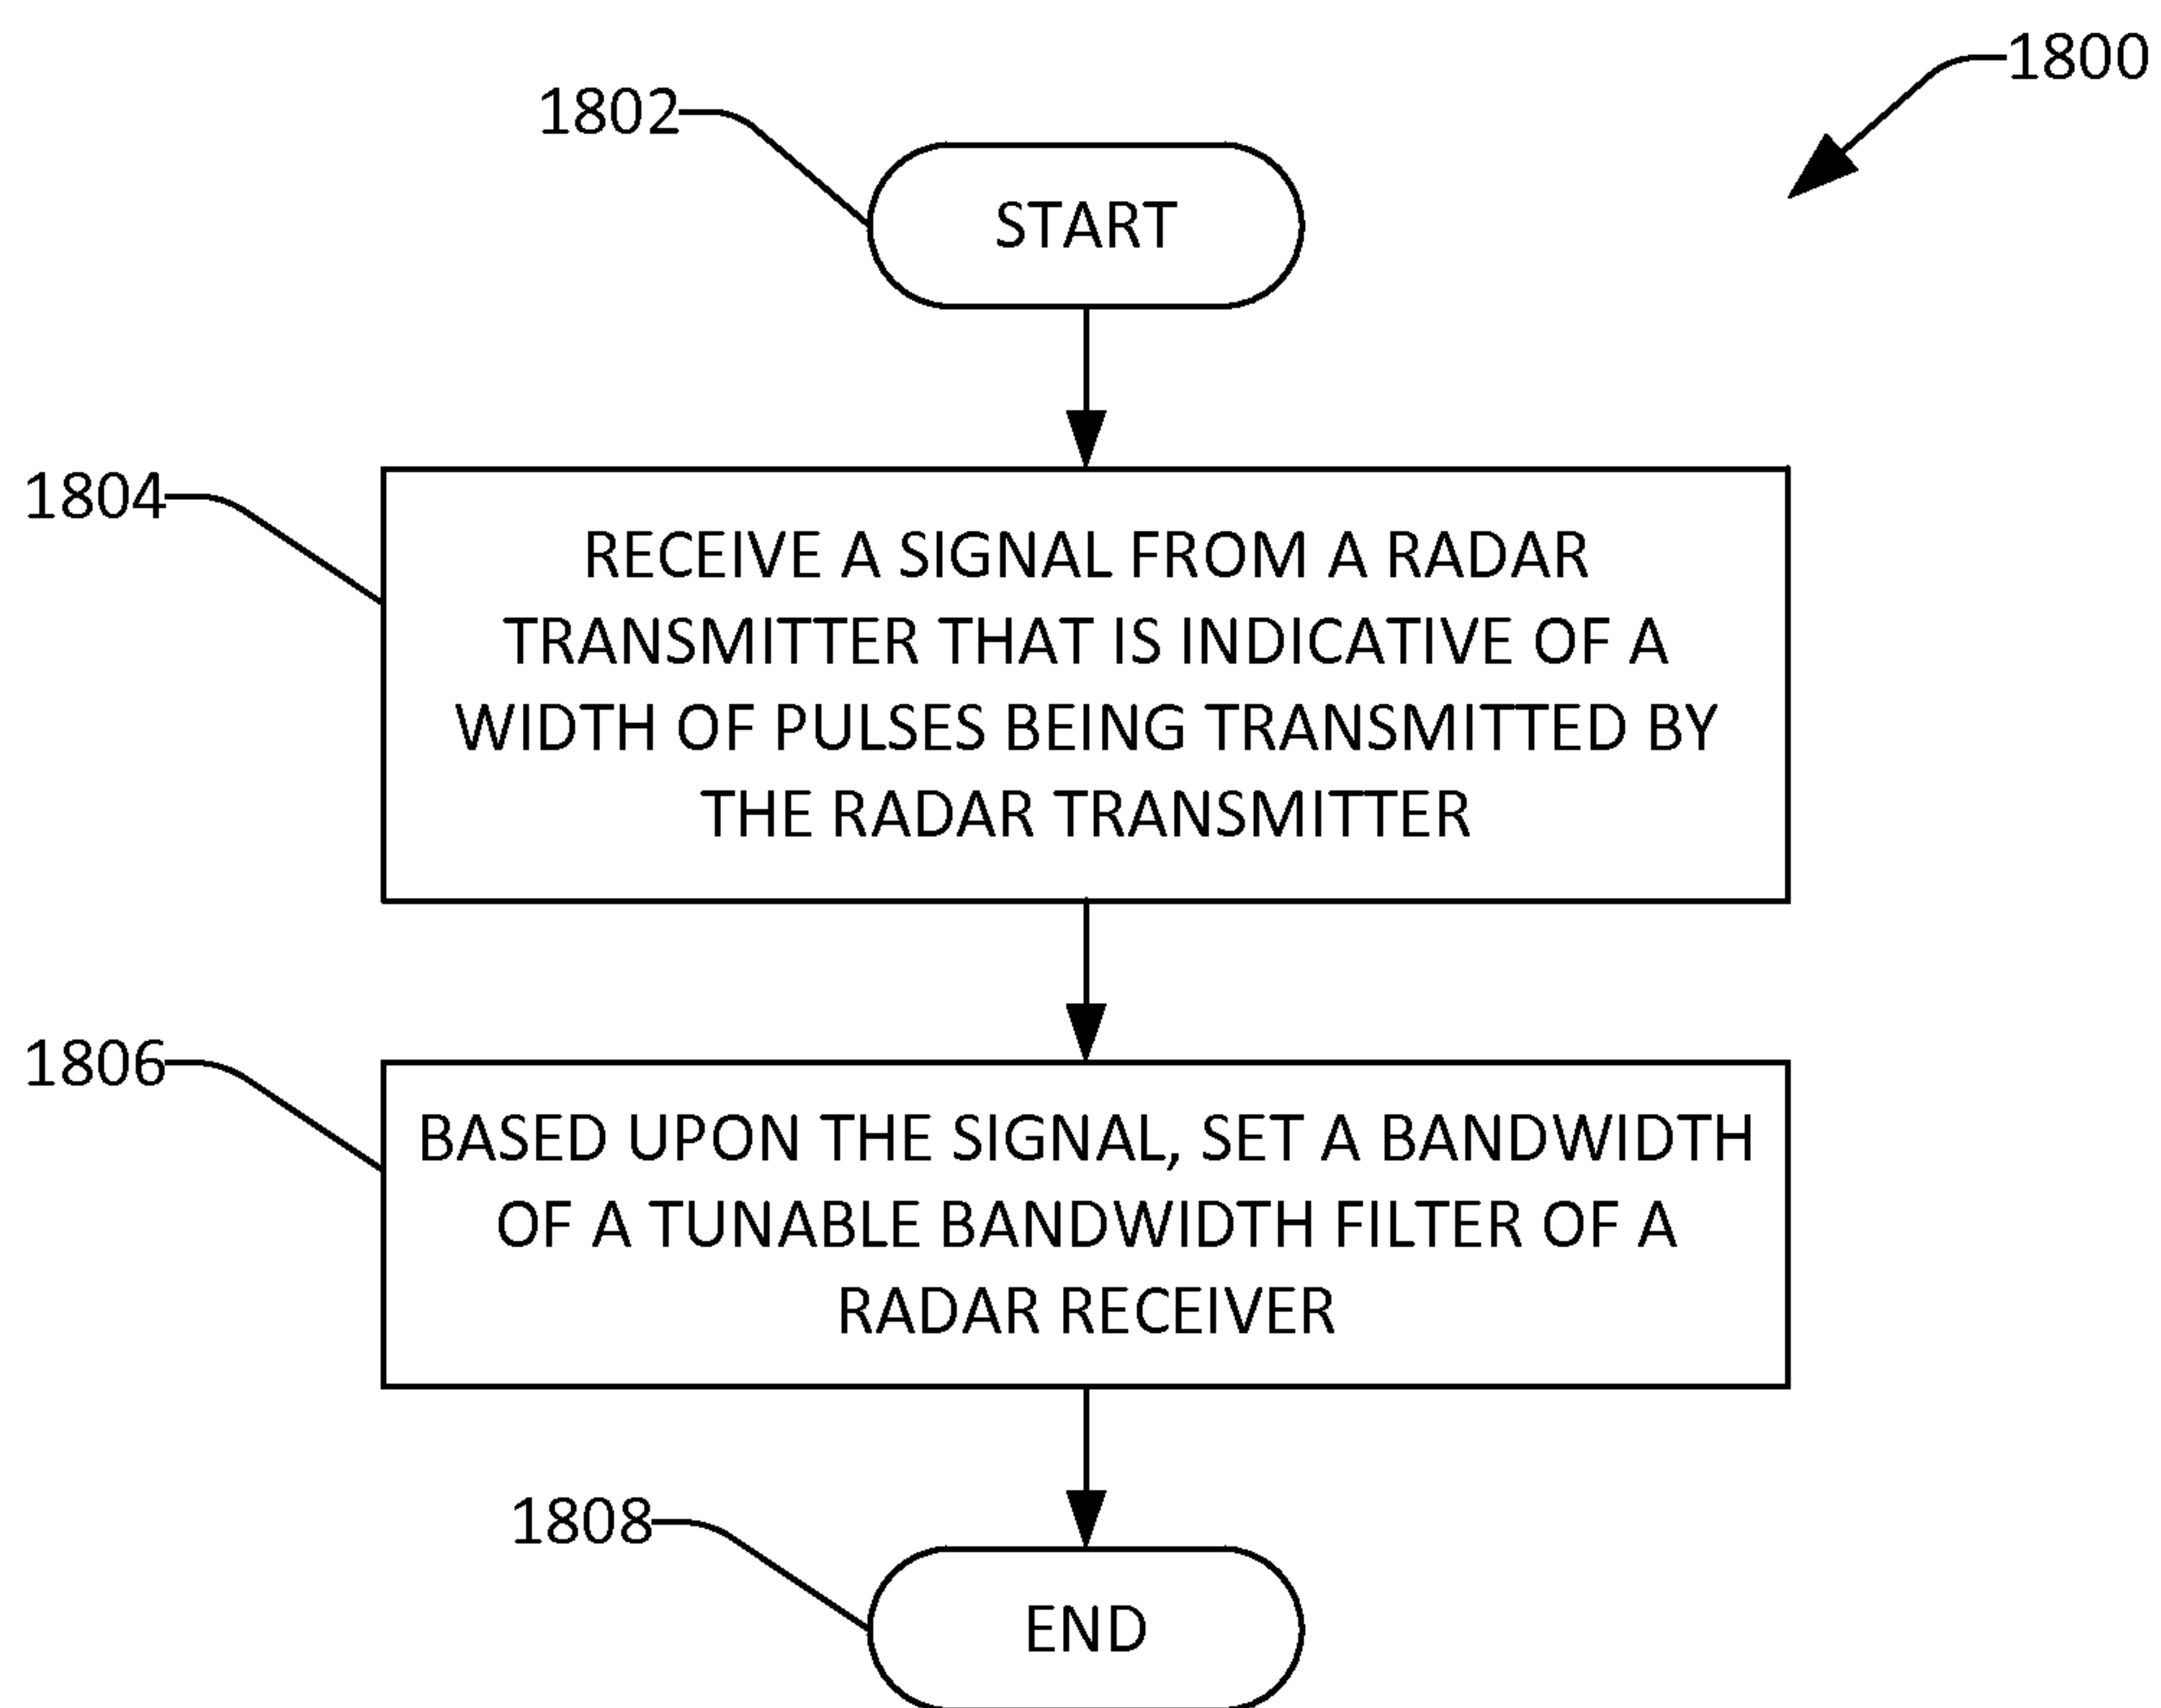 1800
1802
START
1804
RECEIVE A SIGNAL FROM A RADAR
TRANSMITTER THAT IS INDICATIVE OF A
WIDTH OF PULSES BEING TRANSMITTED BY
THE RADAR TRANSMITTER
1806
BASED UPON THE SIGNAL, SET A BANDWIDTH
OF A TUNABLE BANDWIDTH FILTER OF A
RADAR RECEIVER
1808
END